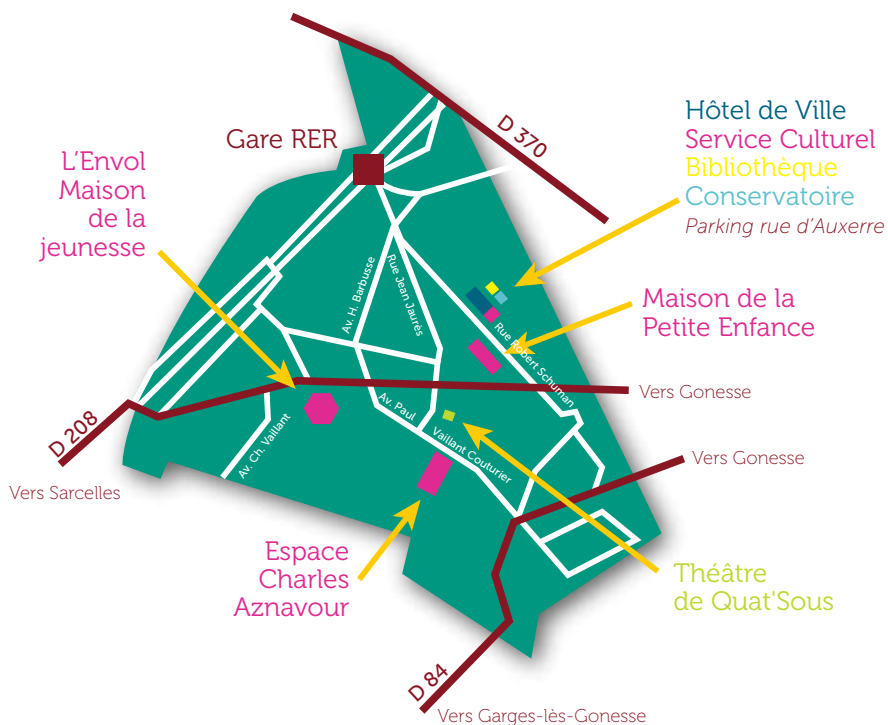 D 370
Hôtel de Ville
Service Culturel
Bibliothèque
Conservatoire
Parking rue d'Auxerre
Gare RER
L'Envol
Maison
de la
jeunesse
Av. H. Barbusse
Rue Jean Jaurès
Rue Robert Schuman
Maison de la
Petite Enfance
Vers Gonesse
D 208
Vers Sarcelles
Av. Ch. Vaillant
Av. Paul
Vaillant Couturier
Vers Gonesse
Espace
Charles
Aznavour
Théâtre
de Quat'Sous
D 84
Vers Garges-lès-Gonesse